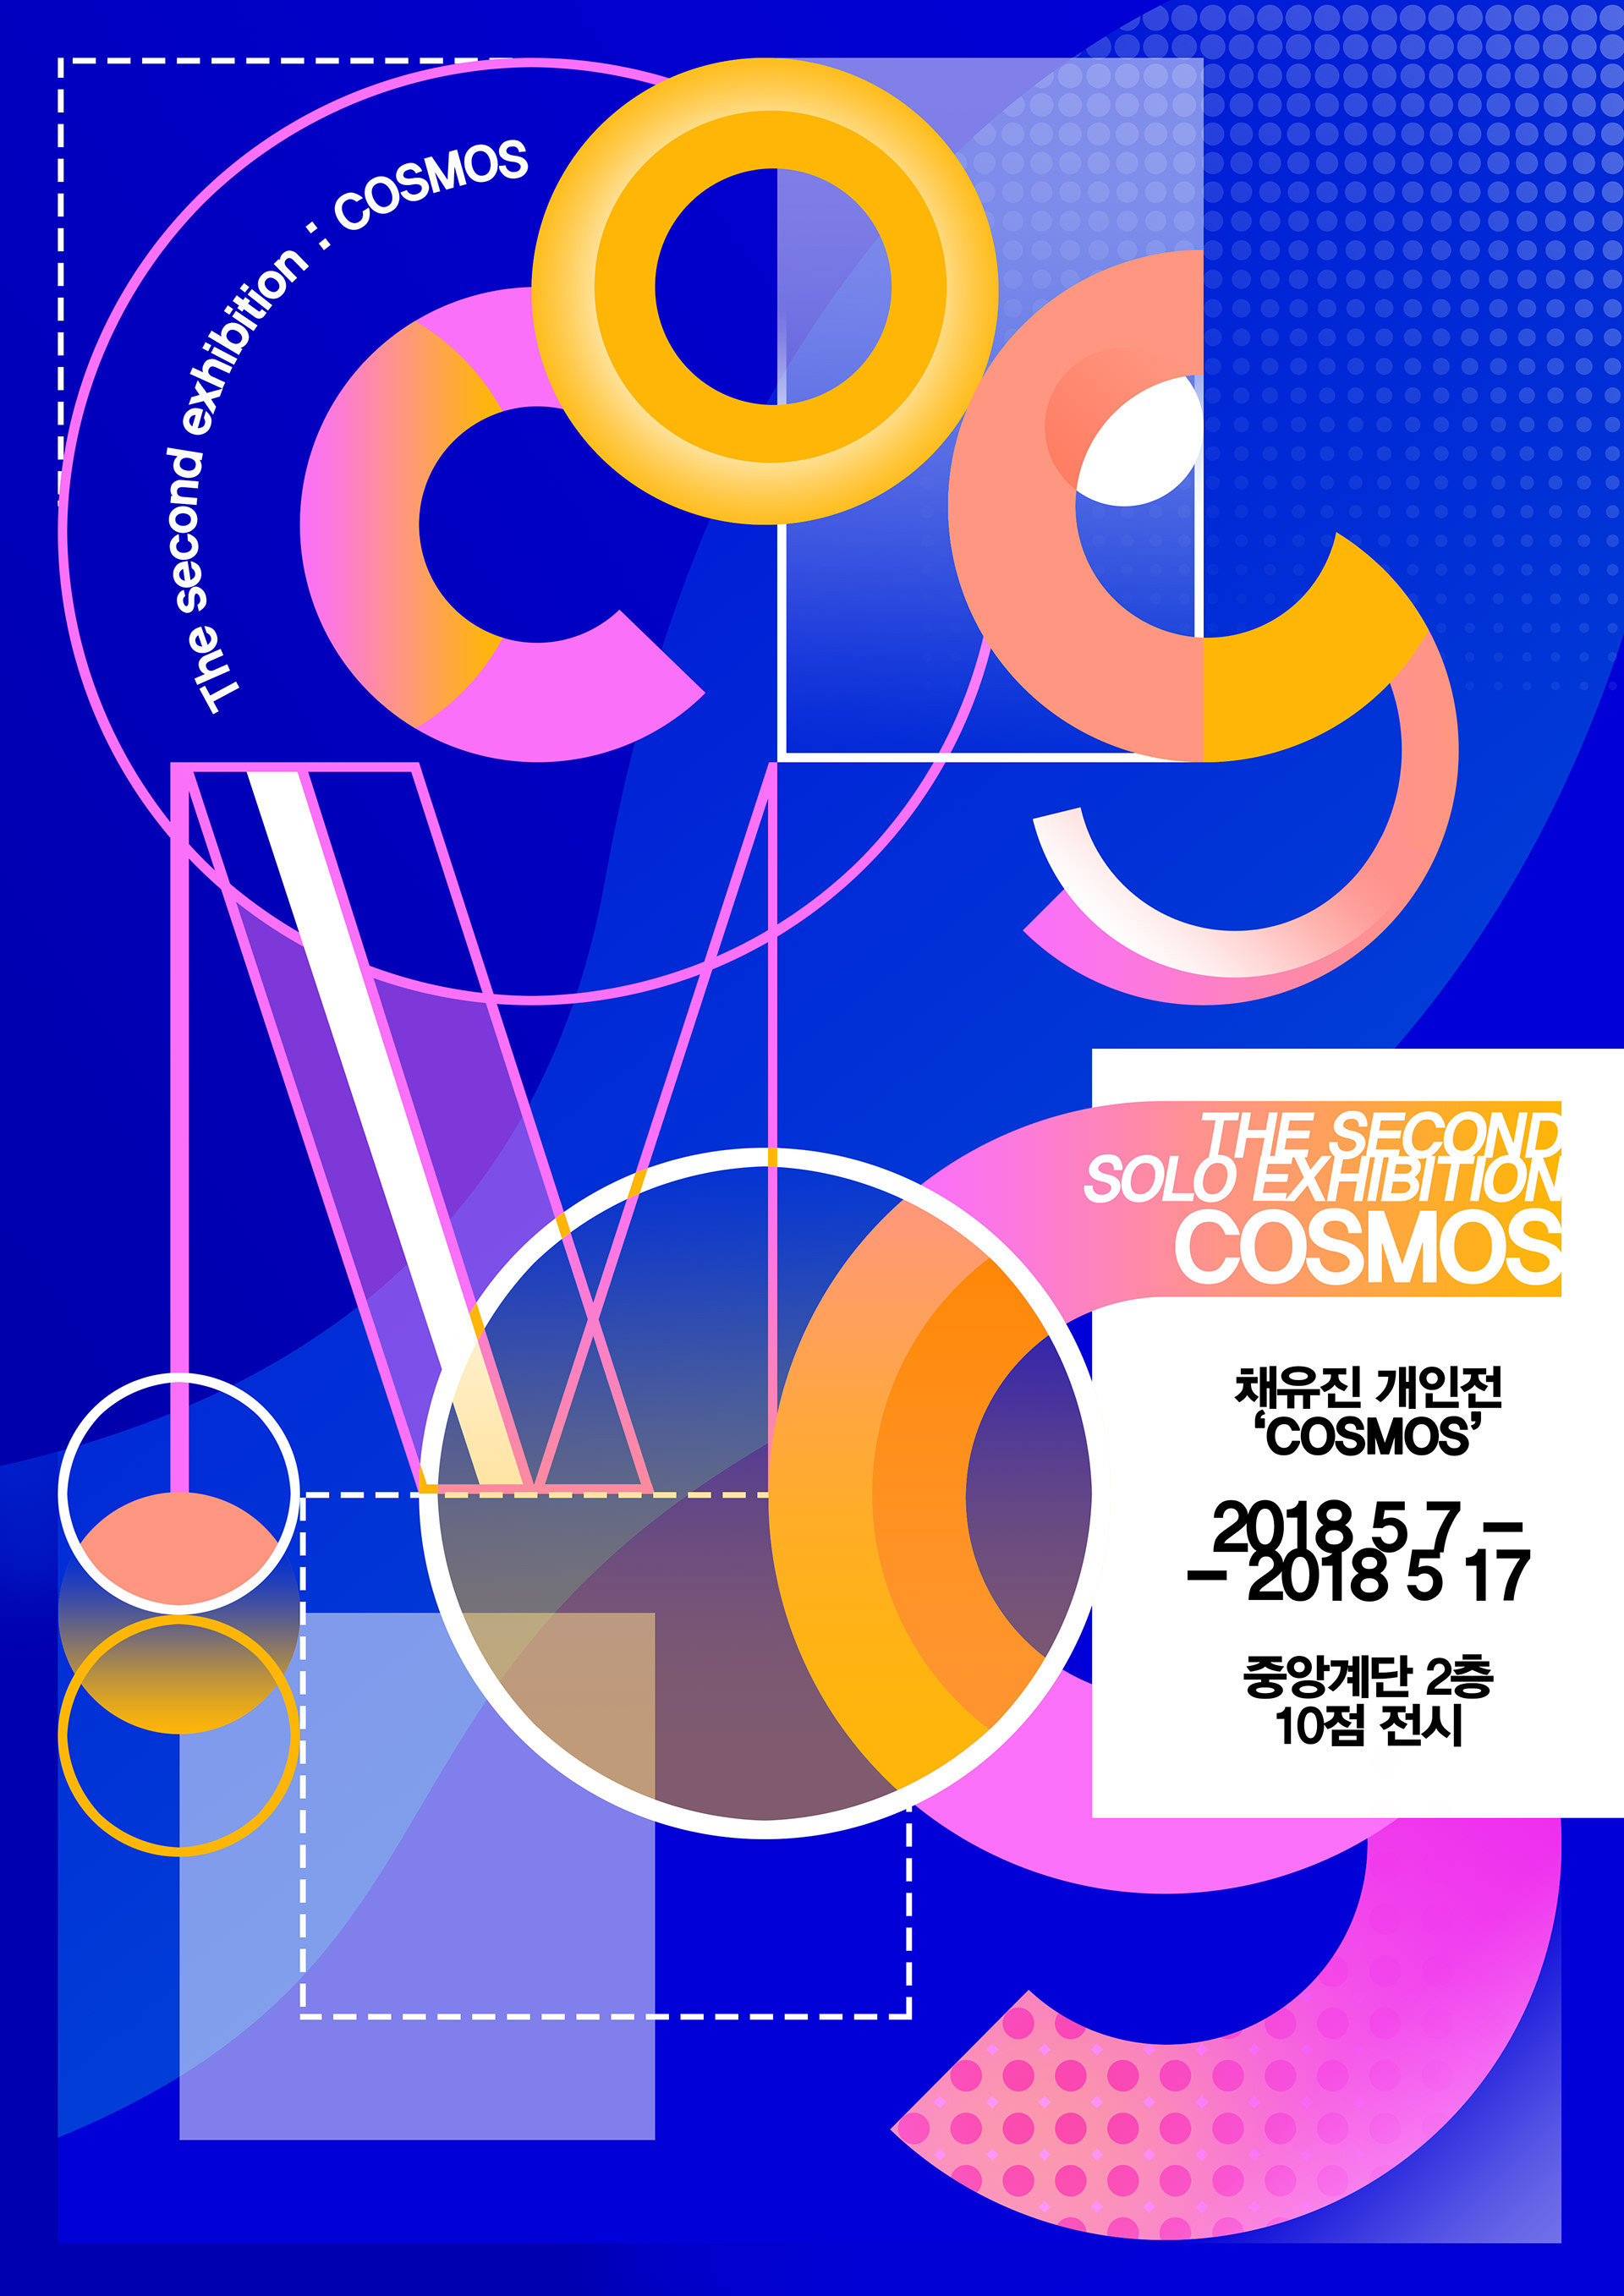 COSMOS
The second exhibition : COSMOS
THE SECOND
SOLO EXHIBITION
COSMOS
채유진 개인전
‘COSMOS’
2018 5 7 –
– 2018 5 17
중앙계단 2층
10점 전시